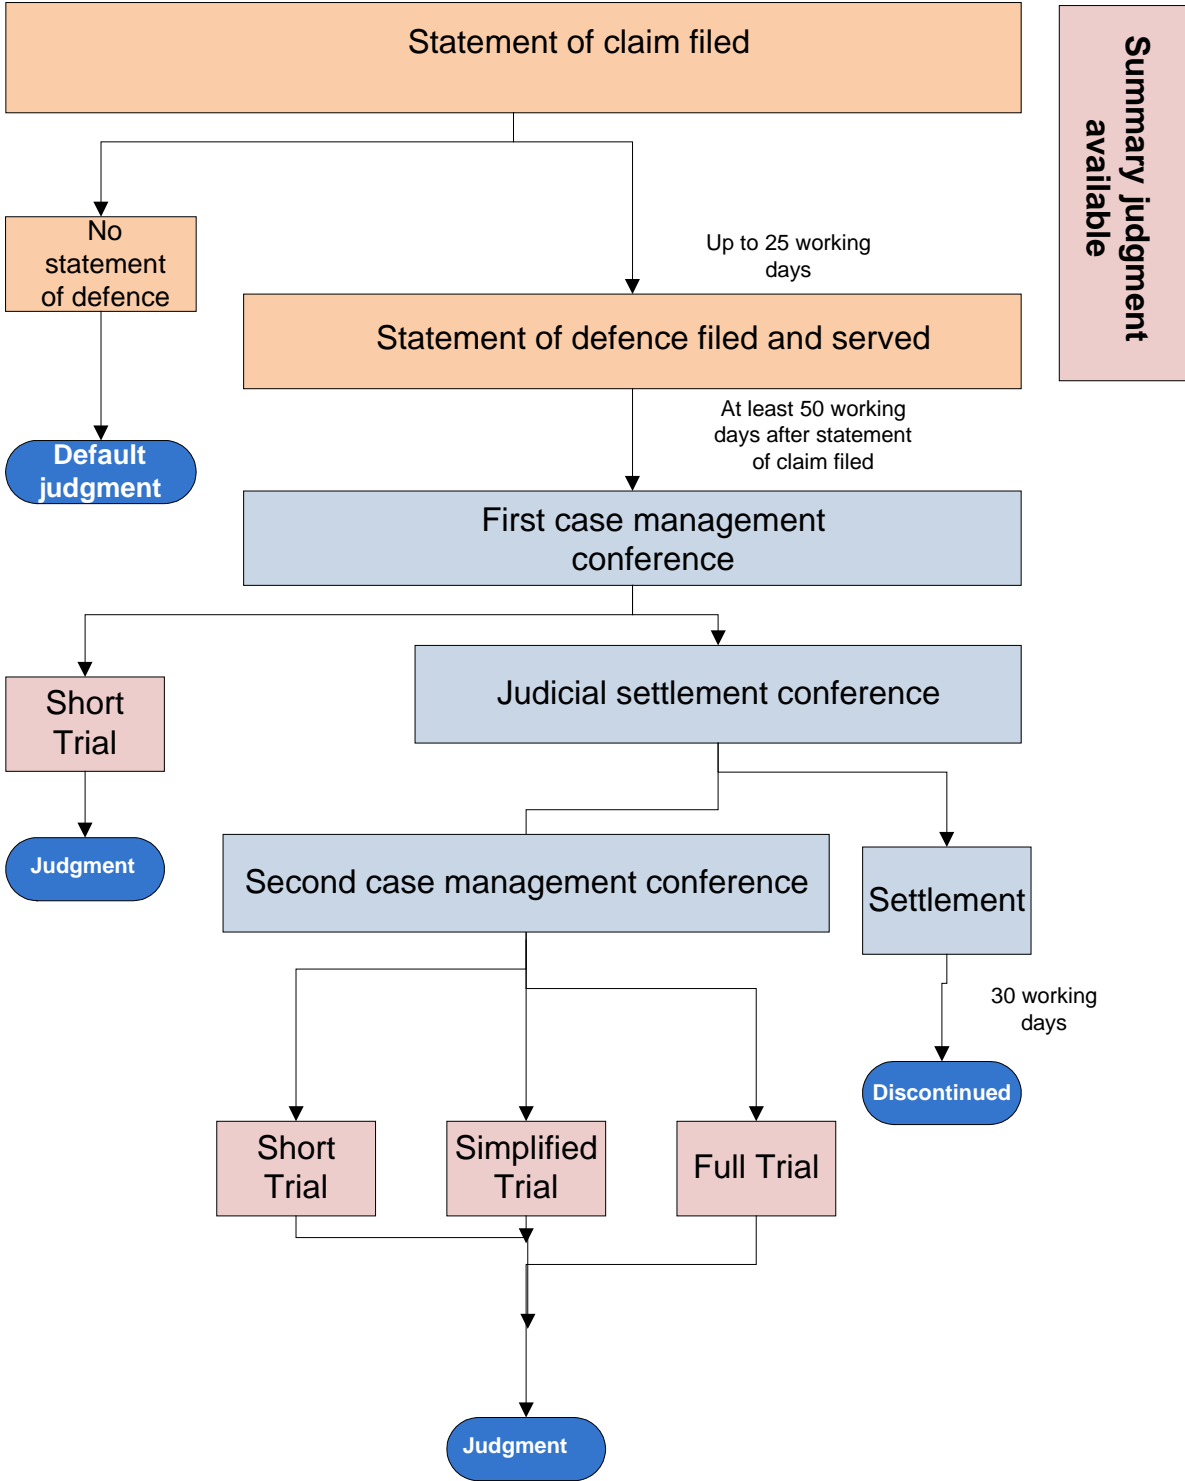 Statement of claim filed
Summary judgment
available
No
statement
of defence
Up to 25 working
days
Statement of defence filed and served
At least 50 working
days after statement
of claim filed
Default
judgment
First case management
conference
Short
Trial
Judicial settlement conference
Judgment
Second case management conference
Settlement
30 working
days
Discontinued
Short
Trial
Simplified
Trial
Full Trial
Judgment